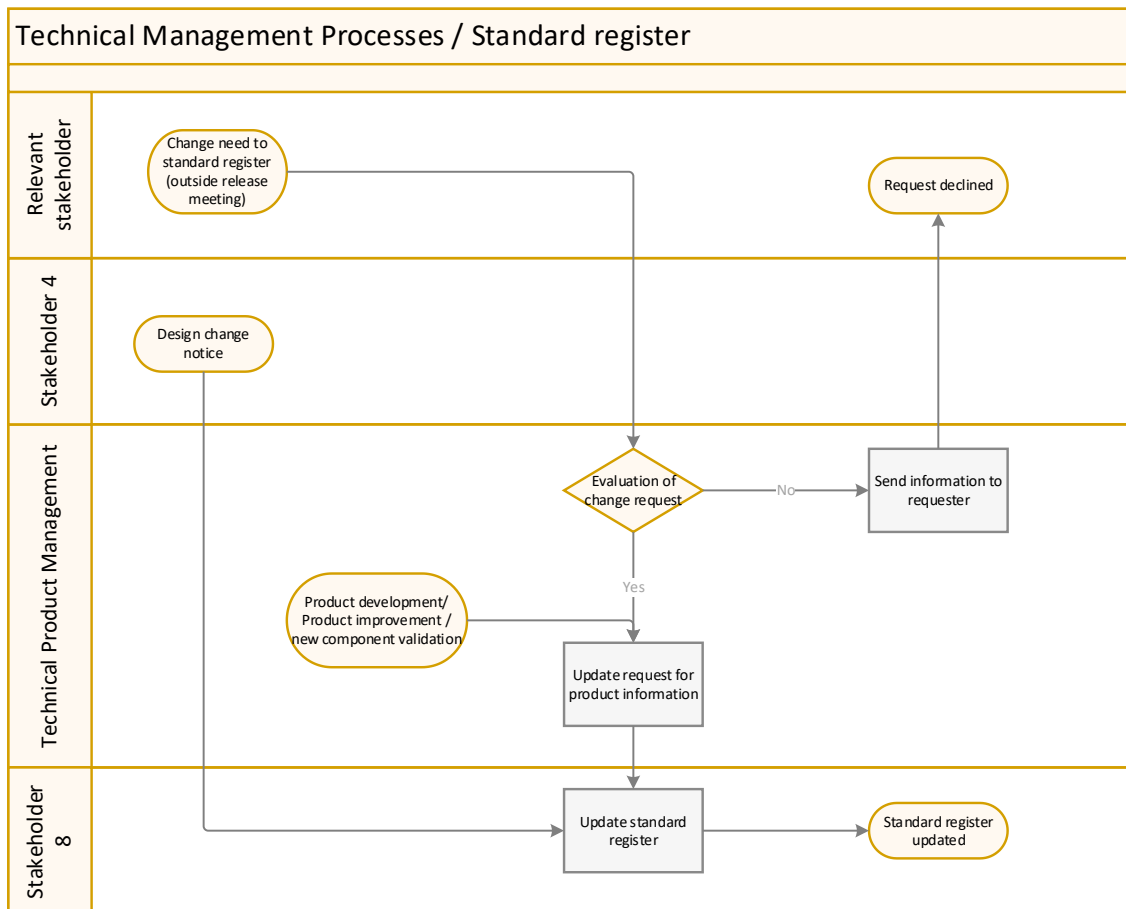 Technical Management Processes / Standard register
Relevant
stakeholder
Change need to
standard register
(outside release
meeting)
Request declined
Stakeholder 4
Design change
notice
Technical Product Management
Evaluation of
change request
No
Send information to
requester
Yes
Product development/
Product improvement /
new component validation
Update request for
product information
Stakeholder
8
Update standard
register
Standard register
updated